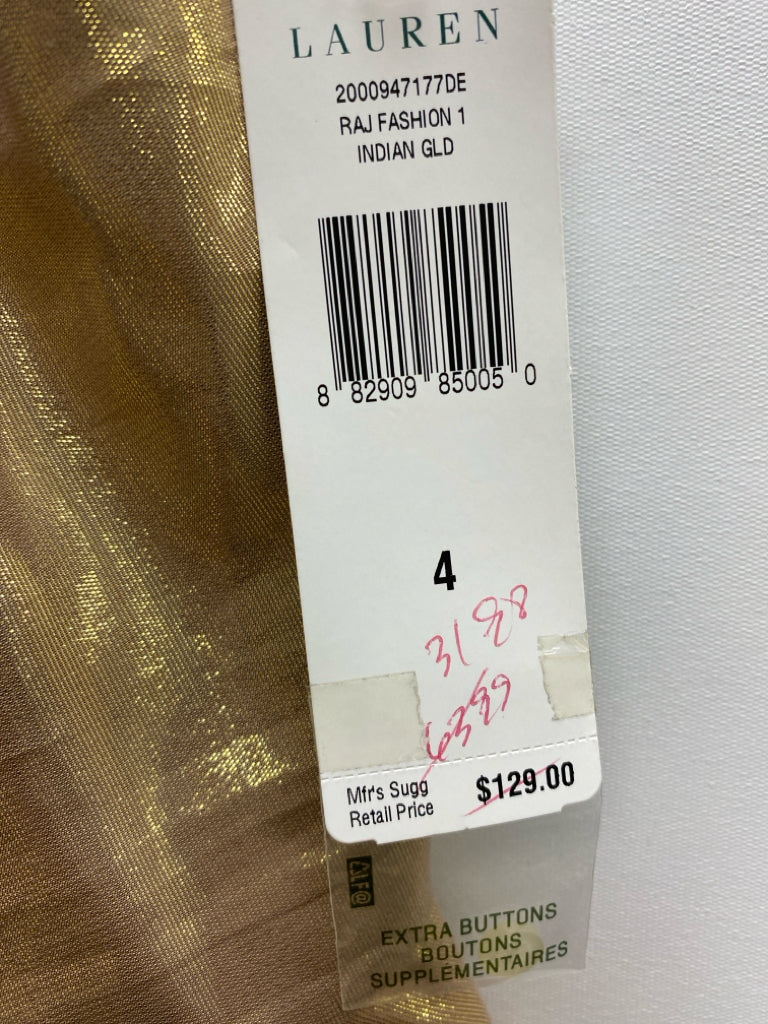 LAUREN
2000947177DE
RAJ FASHION 1
INDIAN GLD
8 82909 85005 0
4
31 88
63 99
Mfr's Sugg
Retail Price
$129.00
EXTRA BUTTONS
BOUTONS
SUPPLÉMENTAIRES